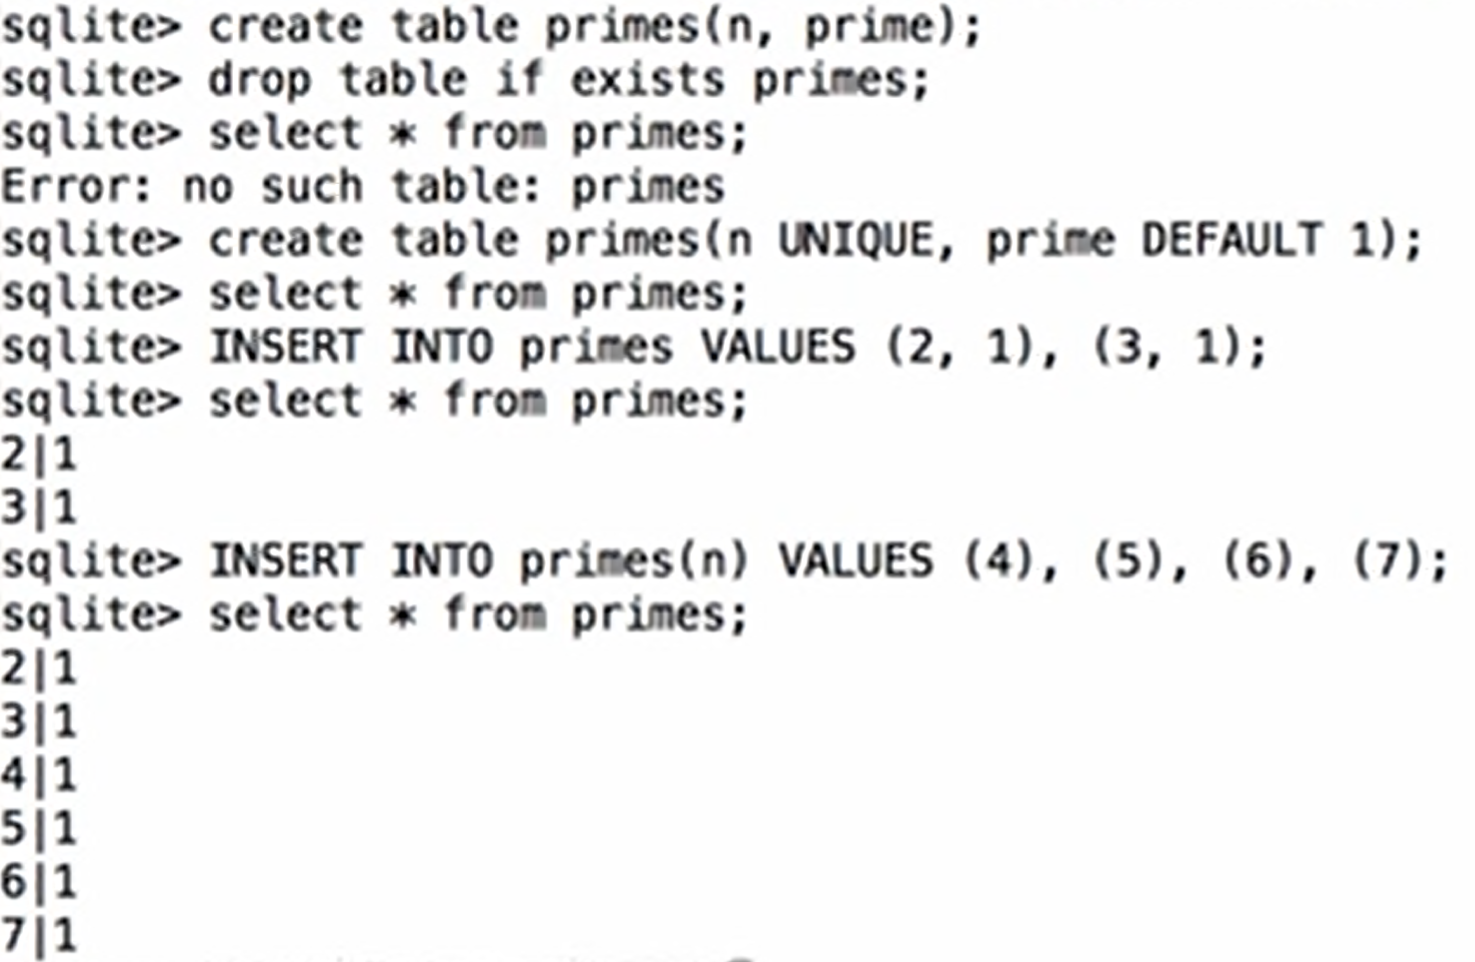 sqlite> create table primes(n, prime);
sqlite> drop table if exists primes;
sqlite> select * from primes;
Error: no such table: primes
sqlite> create table primes(n UNIQUE, prime DEFAULT 1);
sqlite> select * from primes;
sqlite> INSERT INTO primes VALUES (2, 1), (3, 1);
sqlite> select * from primes;
2|1
3|1
sqlite> INSERT INTO primes(n) VALUES (4), (5), (6), (7);
sqlite> select * from primes;
2|1
3|1
4|1
5|1
6|1
7|1